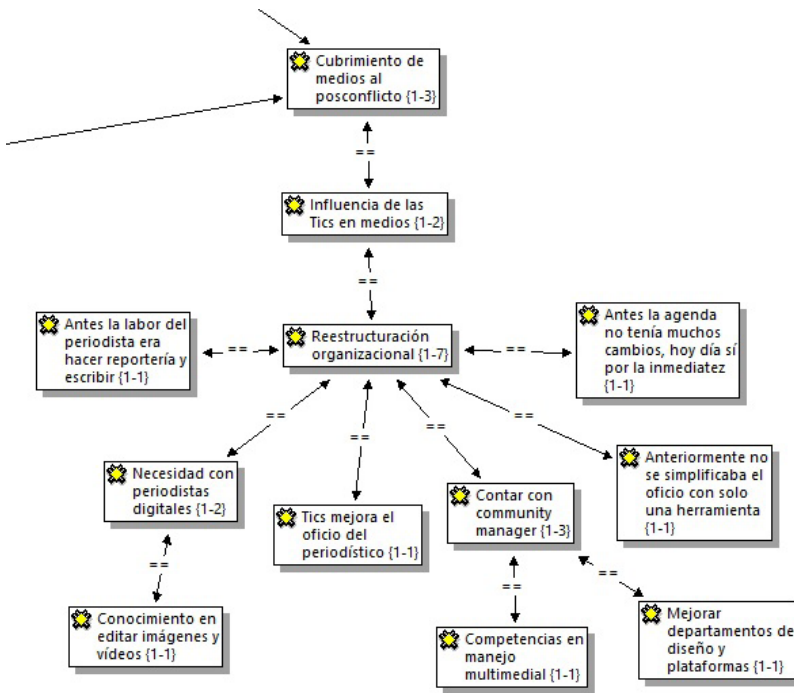 Cubrimiento de
medios al
posconflicto {1-3}
==
Influencia de las
Tics en medios {1-2}
==
Antes la labor del
periodista era
hacer reportería y
escribir {1-1}
==
Reestructuración
organizacional {1-7}
==
Antes la agenda
no tenía muchos
cambios, hoy día sí
por la inmediatez
{1-1}
==
==
==
==
Necesidad con
periodistas
digitales {1-2}
Tics mejora el
oficio del
periodístico {1-1}
Contar con
community
manager {1-3}
Anteriormente no
se simplificaba el
oficio con solo
una herramienta
{1-1}
==
==
==
Conocimiento en
editar imágenes y
vídeos {1-1}
Competencias en
manejo
multimedial {1-1}
Mejorar
departamentos de
diseño y
plataformas {1-1}